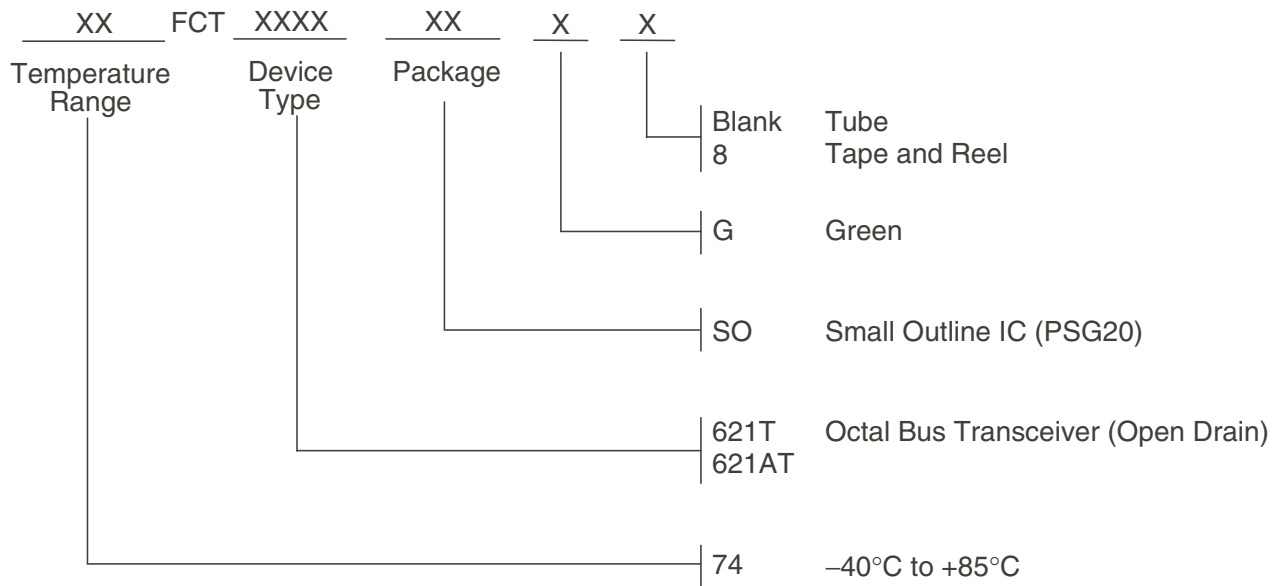 XX FCT XXXX XX X X
Temperature Range
Device Type
Package
Blank Tube
8 Tape and Reel
G Green
SO Small Outline IC (PSG20)
621T Octal Bus Transceiver (Open Drain)
621AT
74 –40°C to +85°C